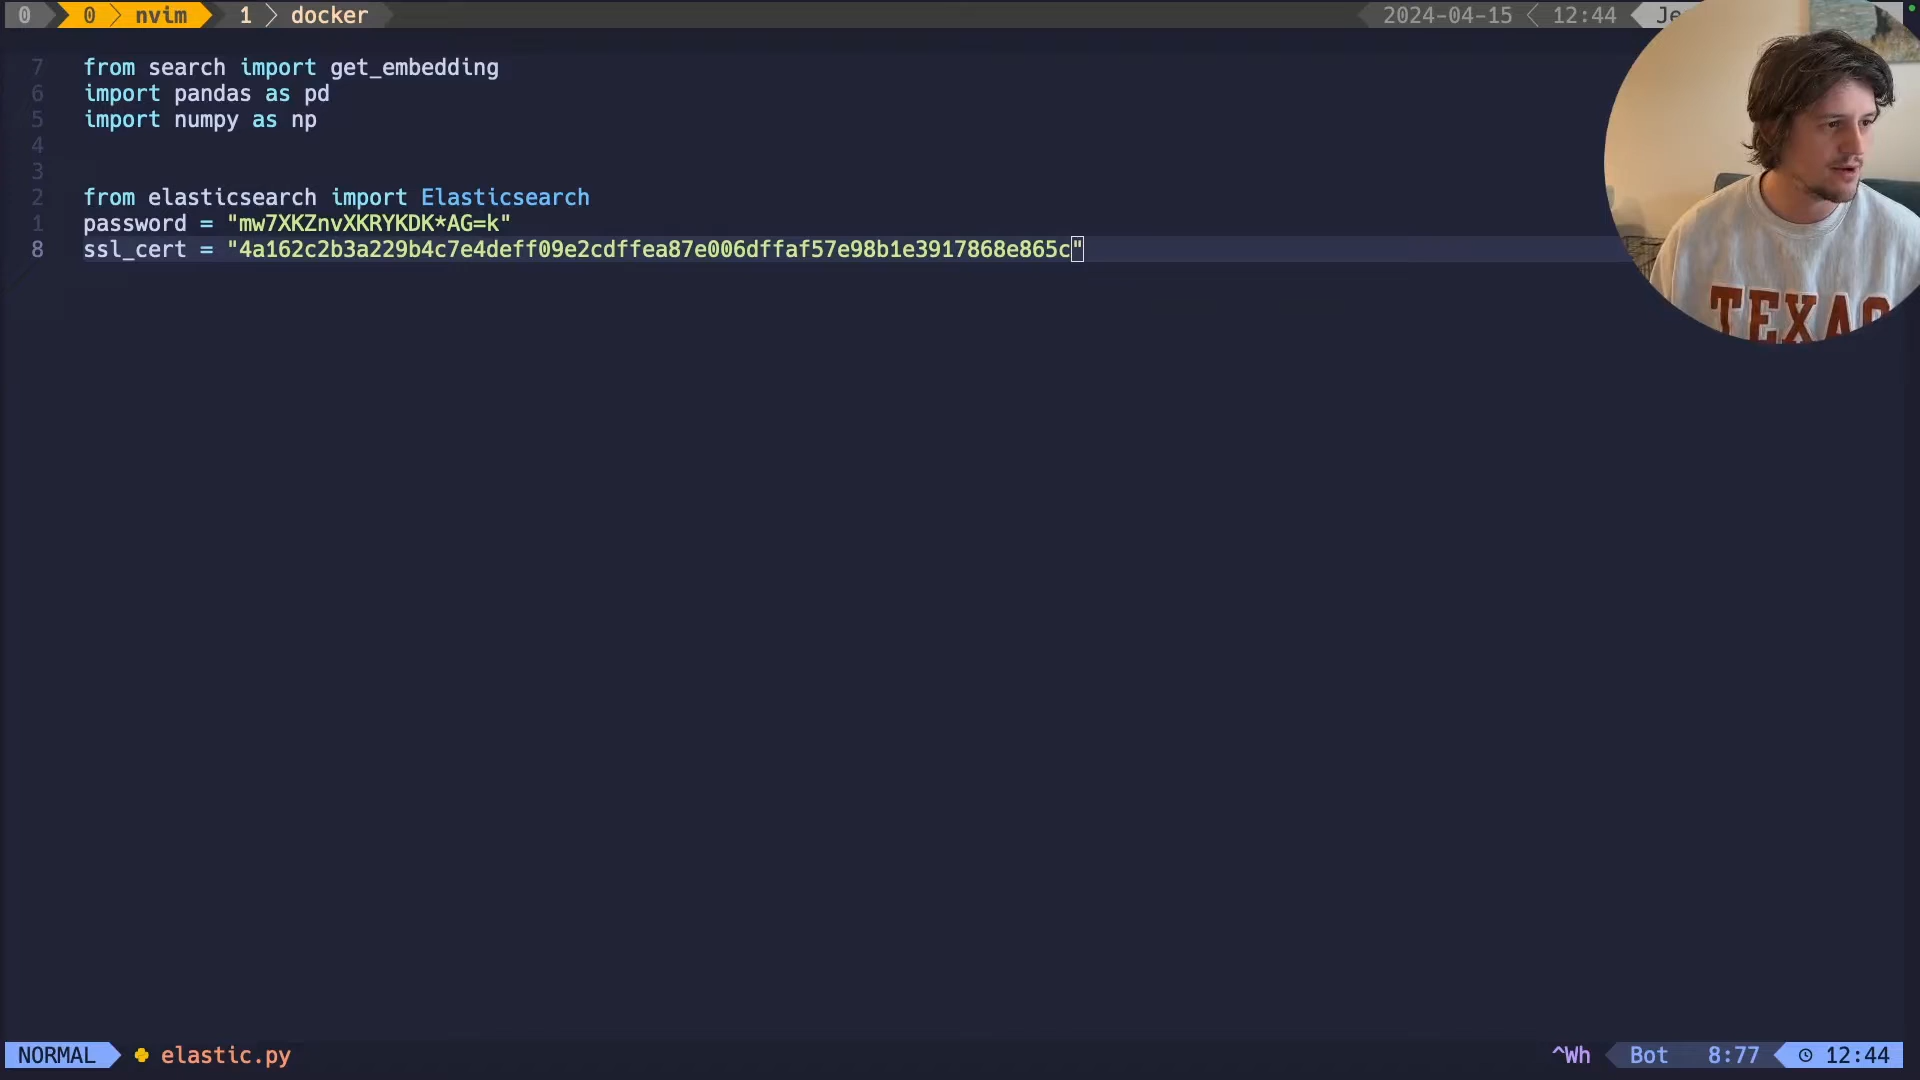 0 0 nvim 1 docker 2024-04-15 12:44 Je
7 from search import get_embedding
6 import pandas as pd
5 import numpy as np
4
3
2 from elasticsearch import Elasticsearch
1 password = "mw7XKZnvXKRYKDK*AG=k"
8 ssl_cert = "4a162c2b3a229b4c7e4deff09e2cdffea87e006dffaf57e98b1e3917868e865c"
TEXAS
NORMAL elastic.py ^Wh Bot 8:77 12:44